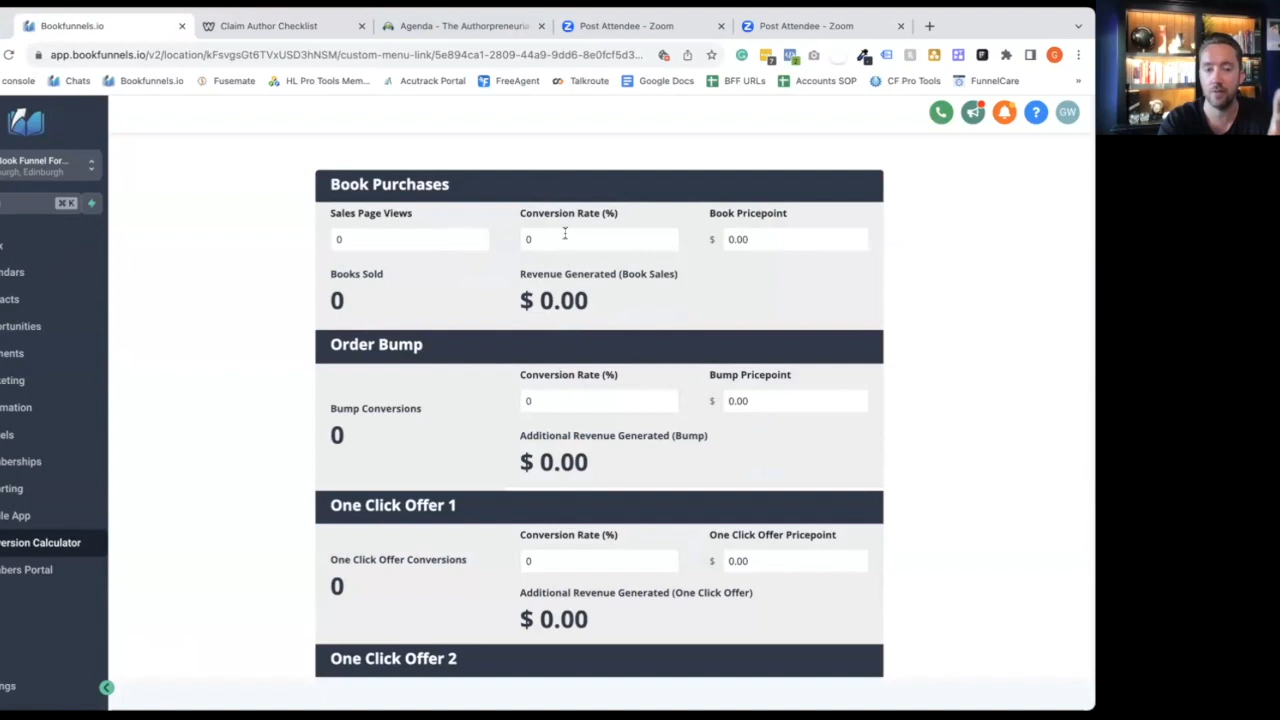 Bookfunnels.io
Claim Author Checklist
Agenda - The Authorpreneuria
Post Attendee - Zoom
Post Attendee - Zoom
app.bookfunnels.io/v2/location/kFsvgsGt6TVxUSD3hNSM/custom-menu-link/5e894ca1-2809-44a9-9dd6-8e0fcf5d3...
G
console
Chats
Bookfunnels.io
Fusemate
HL Pro Tools Mem...
Acutrack Portal
FreeAgent
Talkroute
Google Docs
BFF URLs
Accounts SOP
CF Pro Tools
FunnelCare
»
GW
Book Funnel For...
urgh, Edinburgh
⌘ K
x
ndars
acts
ortunities
ments
keting
mation
els
berships
rting
ile App
version Calculator
bers Portal
ngs
Book Purchases
Sales Page Views
Conversion Rate (%)
Book Pricepoint
0
0
$ 0.00
Books Sold
Revenue Generated (Book Sales)
0
$ 0.00
Order Bump
Conversion Rate (%)
Bump Pricepoint
0
$ 0.00
Bump Conversions
0
Additional Revenue Generated (Bump)
$ 0.00
One Click Offer 1
Conversion Rate (%)
One Click Offer Pricepoint
0
$ 0.00
One Click Offer Conversions
0
Additional Revenue Generated (One Click Offer)
$ 0.00
One Click Offer 2